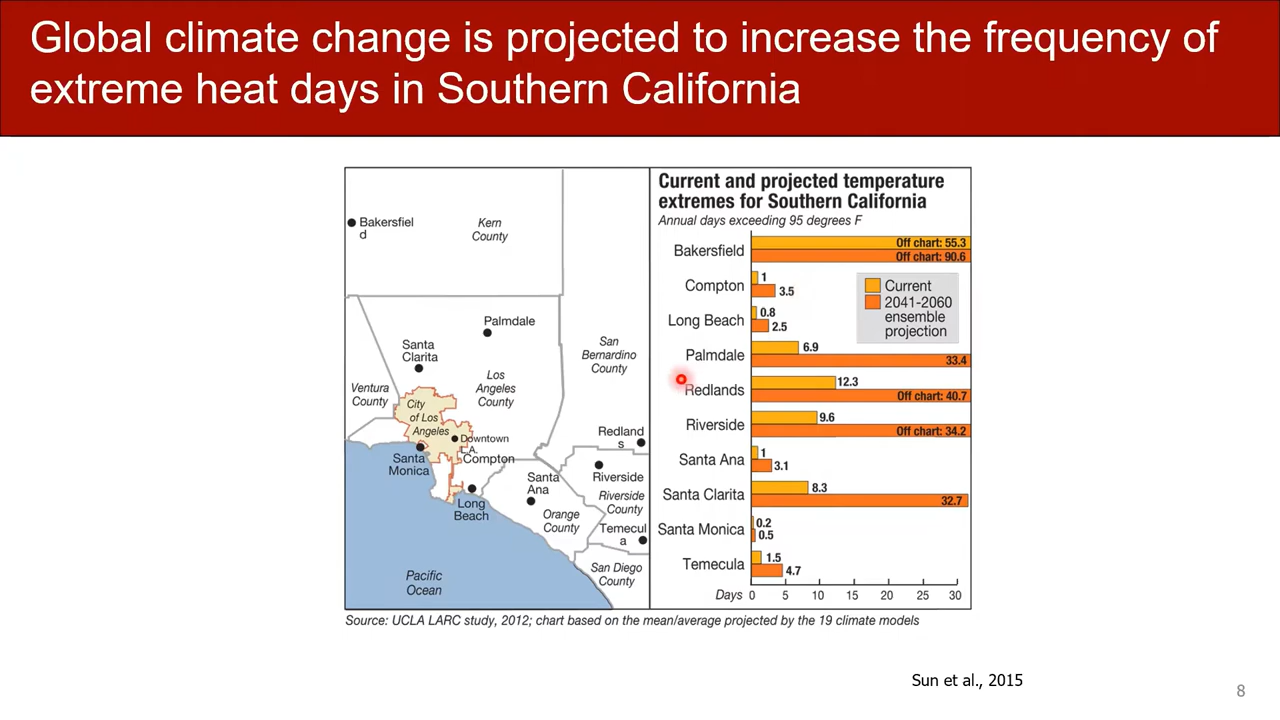 Global climate change is projected to increase the frequency of
extreme heat days in Southern California
Bakersfiel
d
Kern
County
Palmdale
Santa
Clarita
San
Bernardino
County
Los
Angeles
County
Ventura
County
City
of Los
Angeles
Downtown
L.A.
Compton
Santa
Monica
Redland
s
Riverside
Santa
Ana
Long
Beach
Riverside
County
Orange
County
Temecul
a
San Diego
County
Pacific
Ocean
Current and projected temperature
extremes for Southern California
Annual days exceeding 95 degrees F
Bakersfield
Off chart: 55.3
Off chart: 90.6
Compton
1
3.5
Current
2041-2060
ensemble
projection
Long Beach
0.8
2.5
Palmdale
6.9
33.4
Redlands
12.3
Off chart: 40.7
Riverside
9.6
Off chart: 34.2
Santa Ana
1
3.1
Santa Clarita
8.3
32.7
Santa Monica
0.2
0.5
Temecula
1.5
4.7
Days 0 5 10 15 20 25 30
Source: UCLA LARC study, 2012; chart based on the mean/average projected by the 19 climate models
Sun et al., 2015
8